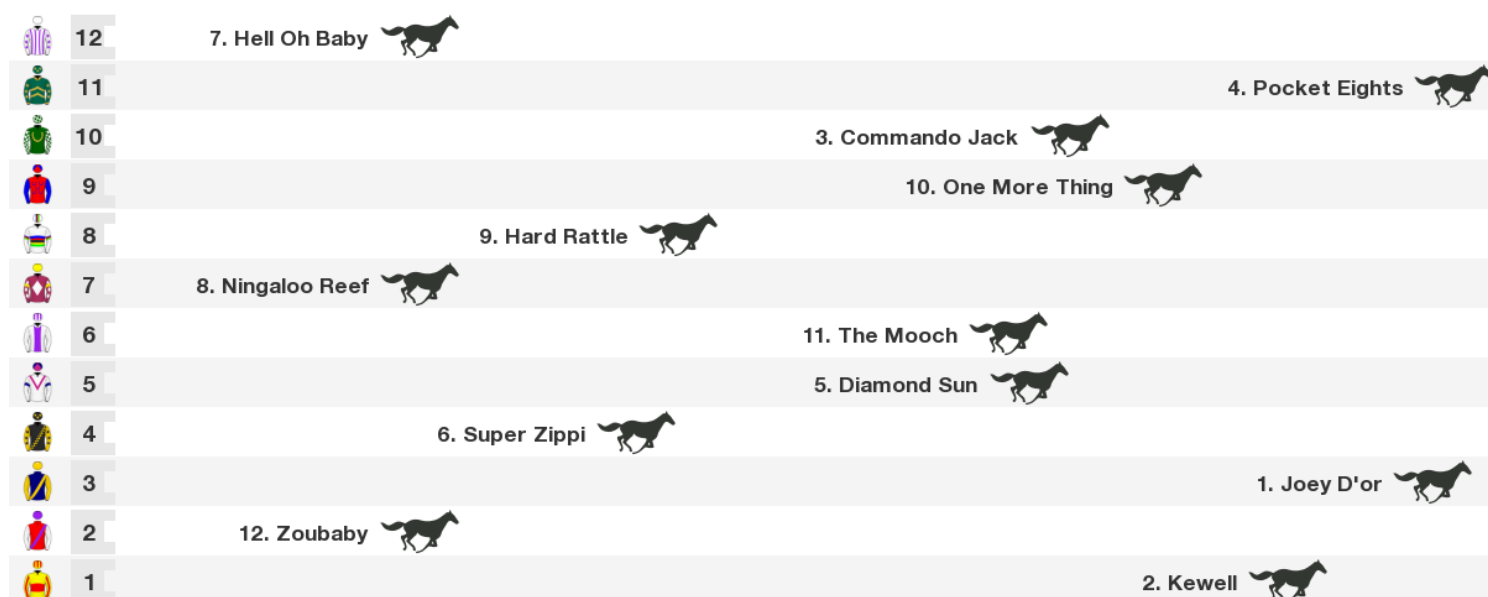 12 7. Hell Oh Baby
11 4. Pocket Eights
10 3. Commando Jack
9 10. One More Thing
8 9. Hard Rattle
7 8. Ningaloo Reef
6 11. The Mooch
5 5. Diamond Sun
4 6. Super Zippi
3 1. Joey D'or
2 12. Zoubaby
1 2. Kewell